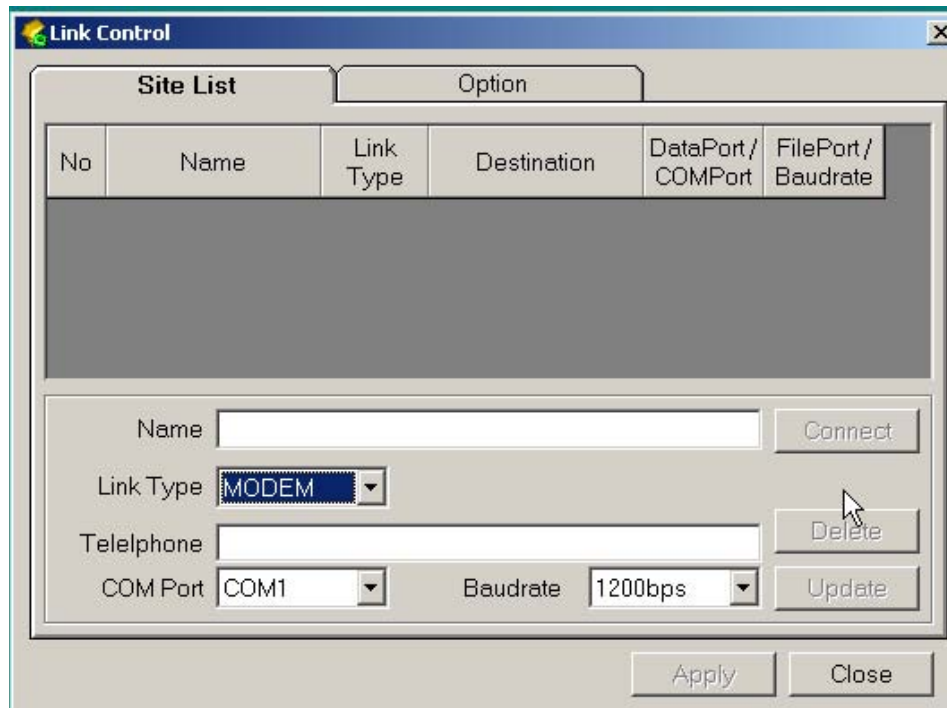 Link Control
Site List Option
No Name Link Type Destination DataPort/ COMPort FilePort/ Baudrate
Name Connect
Link Type MODEM
Delete
Telelphone
COM Port COM1 Baudrate 1200bps Update
Apply Close